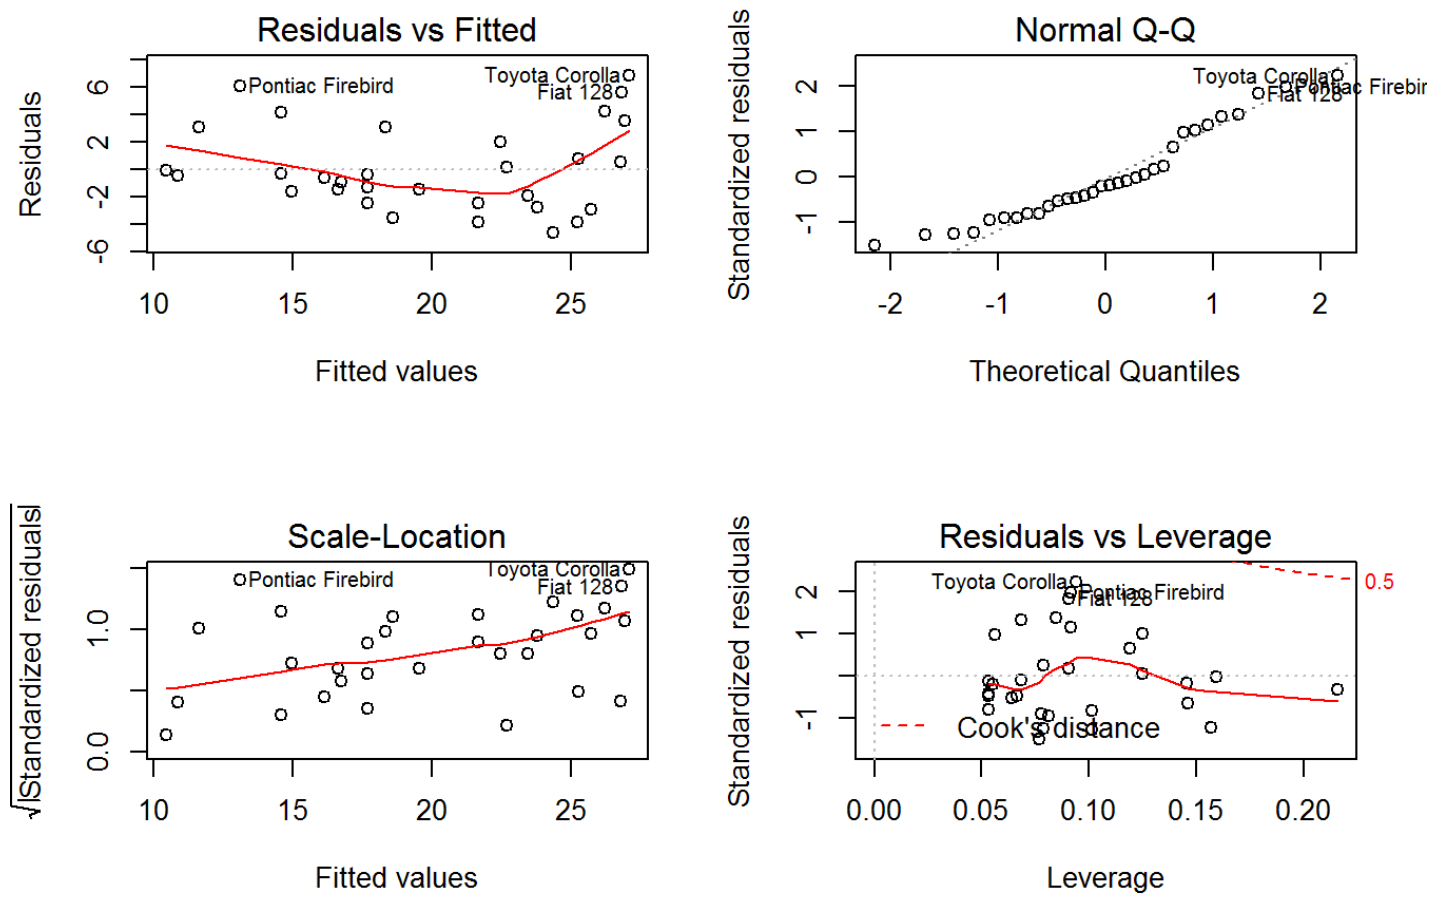 Residuals vs Fitted
Residuals
6
2
-2
-6
Pontiac Firebird
Toyota Corolla
Fiat 128
10 15 20 25
Fitted values
Normal Q-Q
Standardized residuals
2
1
0
-1
Toyota Corolla
Pontiac Firebir
Fiat 128
-2 -1 0 1 2
Theoretical Quantiles
Scale-Location
√|Standardized residuals|
1.0
0.0
Pontiac Firebird
Toyota Corolla
Fiat 128
10 15 20 25
Fitted values
Residuals vs Leverage
Standardized residuals
2
1
-1
Toyota Corolla
Pontiac Firebird
Fiat 128
0.5
Cook's distance
0.00 0.05 0.10 0.15 0.20
Leverage